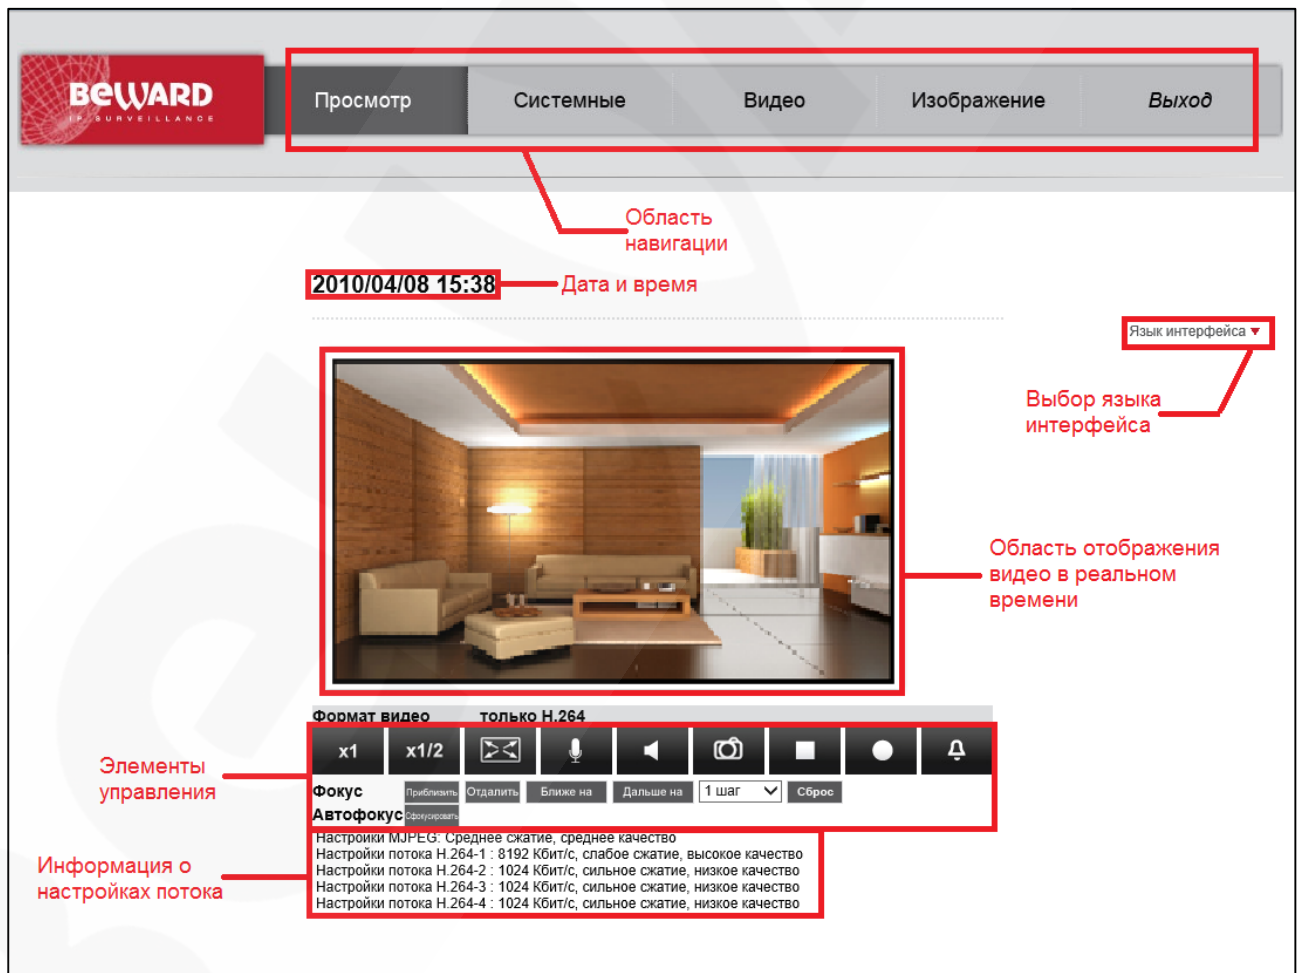 BEWARD
IP SURVEILLANCE
Просмотр
Системные
Видео
Изображение
Выход
Область
навигации
2010/04/08 15:38
Дата и время
Язык интерфейса
Выбор языка
интерфейса
Область отображения
видео в реальном
времени
Формат видео только H.264
x1 x1/2
Элементы
управления
Фокус Приблизить Отдалить Ближе на Дальше на 1 шаг Сброс
Автофокус Сфокусировать
Настройки MJPEG: Среднее сжатие, среднее качество
Настройки потока H.264-1 : 8192 Кбит/с, слабое сжатие, высокое качество
Настройки потока H.264-2 : 1024 Кбит/с, сильное сжатие, низкое качество
Настройки потока H.264-3 : 1024 Кбит/с, сильное сжатие, низкое качество
Настройки потока H.264-4 : 1024 Кбит/с, сильное сжатие, низкое качество
Информация о
настройках потока